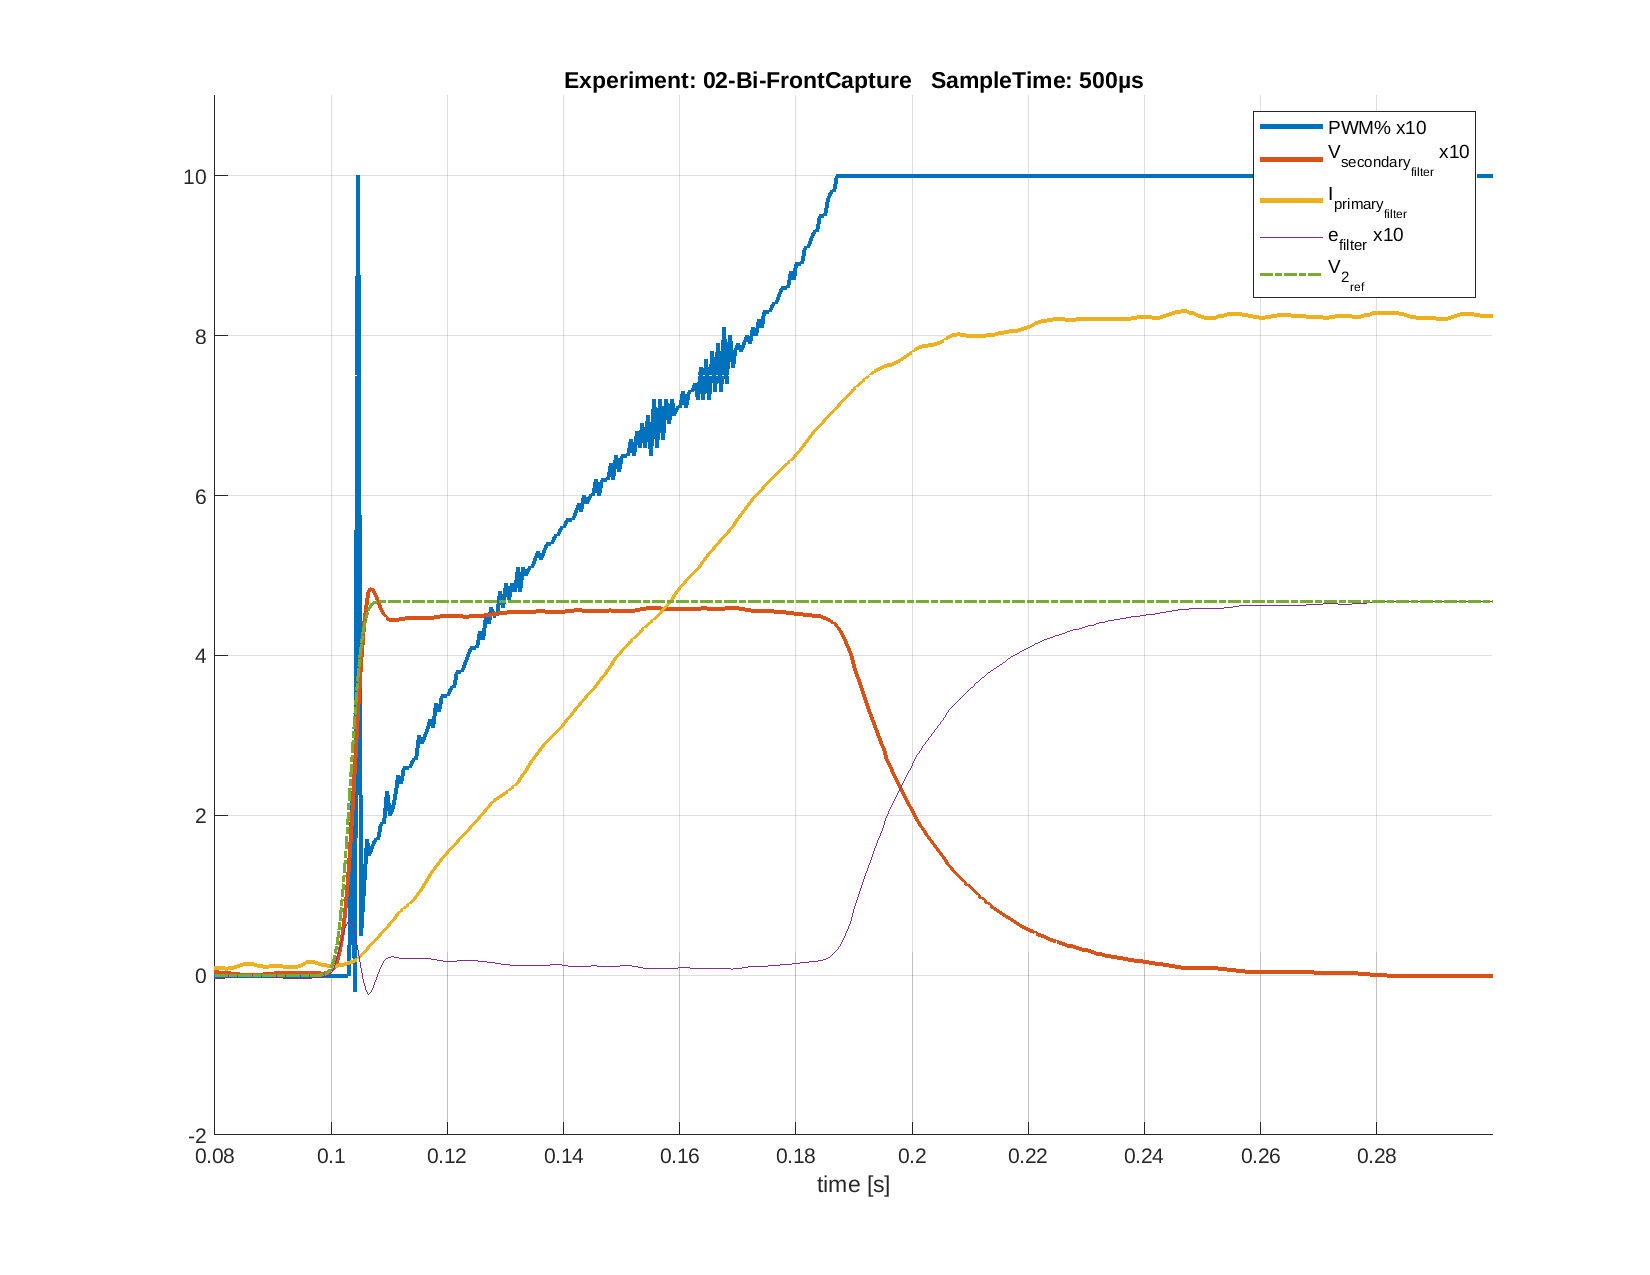 Experiment: 02-Bi-FrontCapture   SampleTime: 500µs
PWM% x10
Vsecondaryfilter x10
Iprimaryfilter
efilter x10
V2ref
10
8
6
4
2
0
-2
0.08 0.1 0.12 0.14 0.16 0.18 0.2 0.22 0.24 0.26 0.28
time [s]